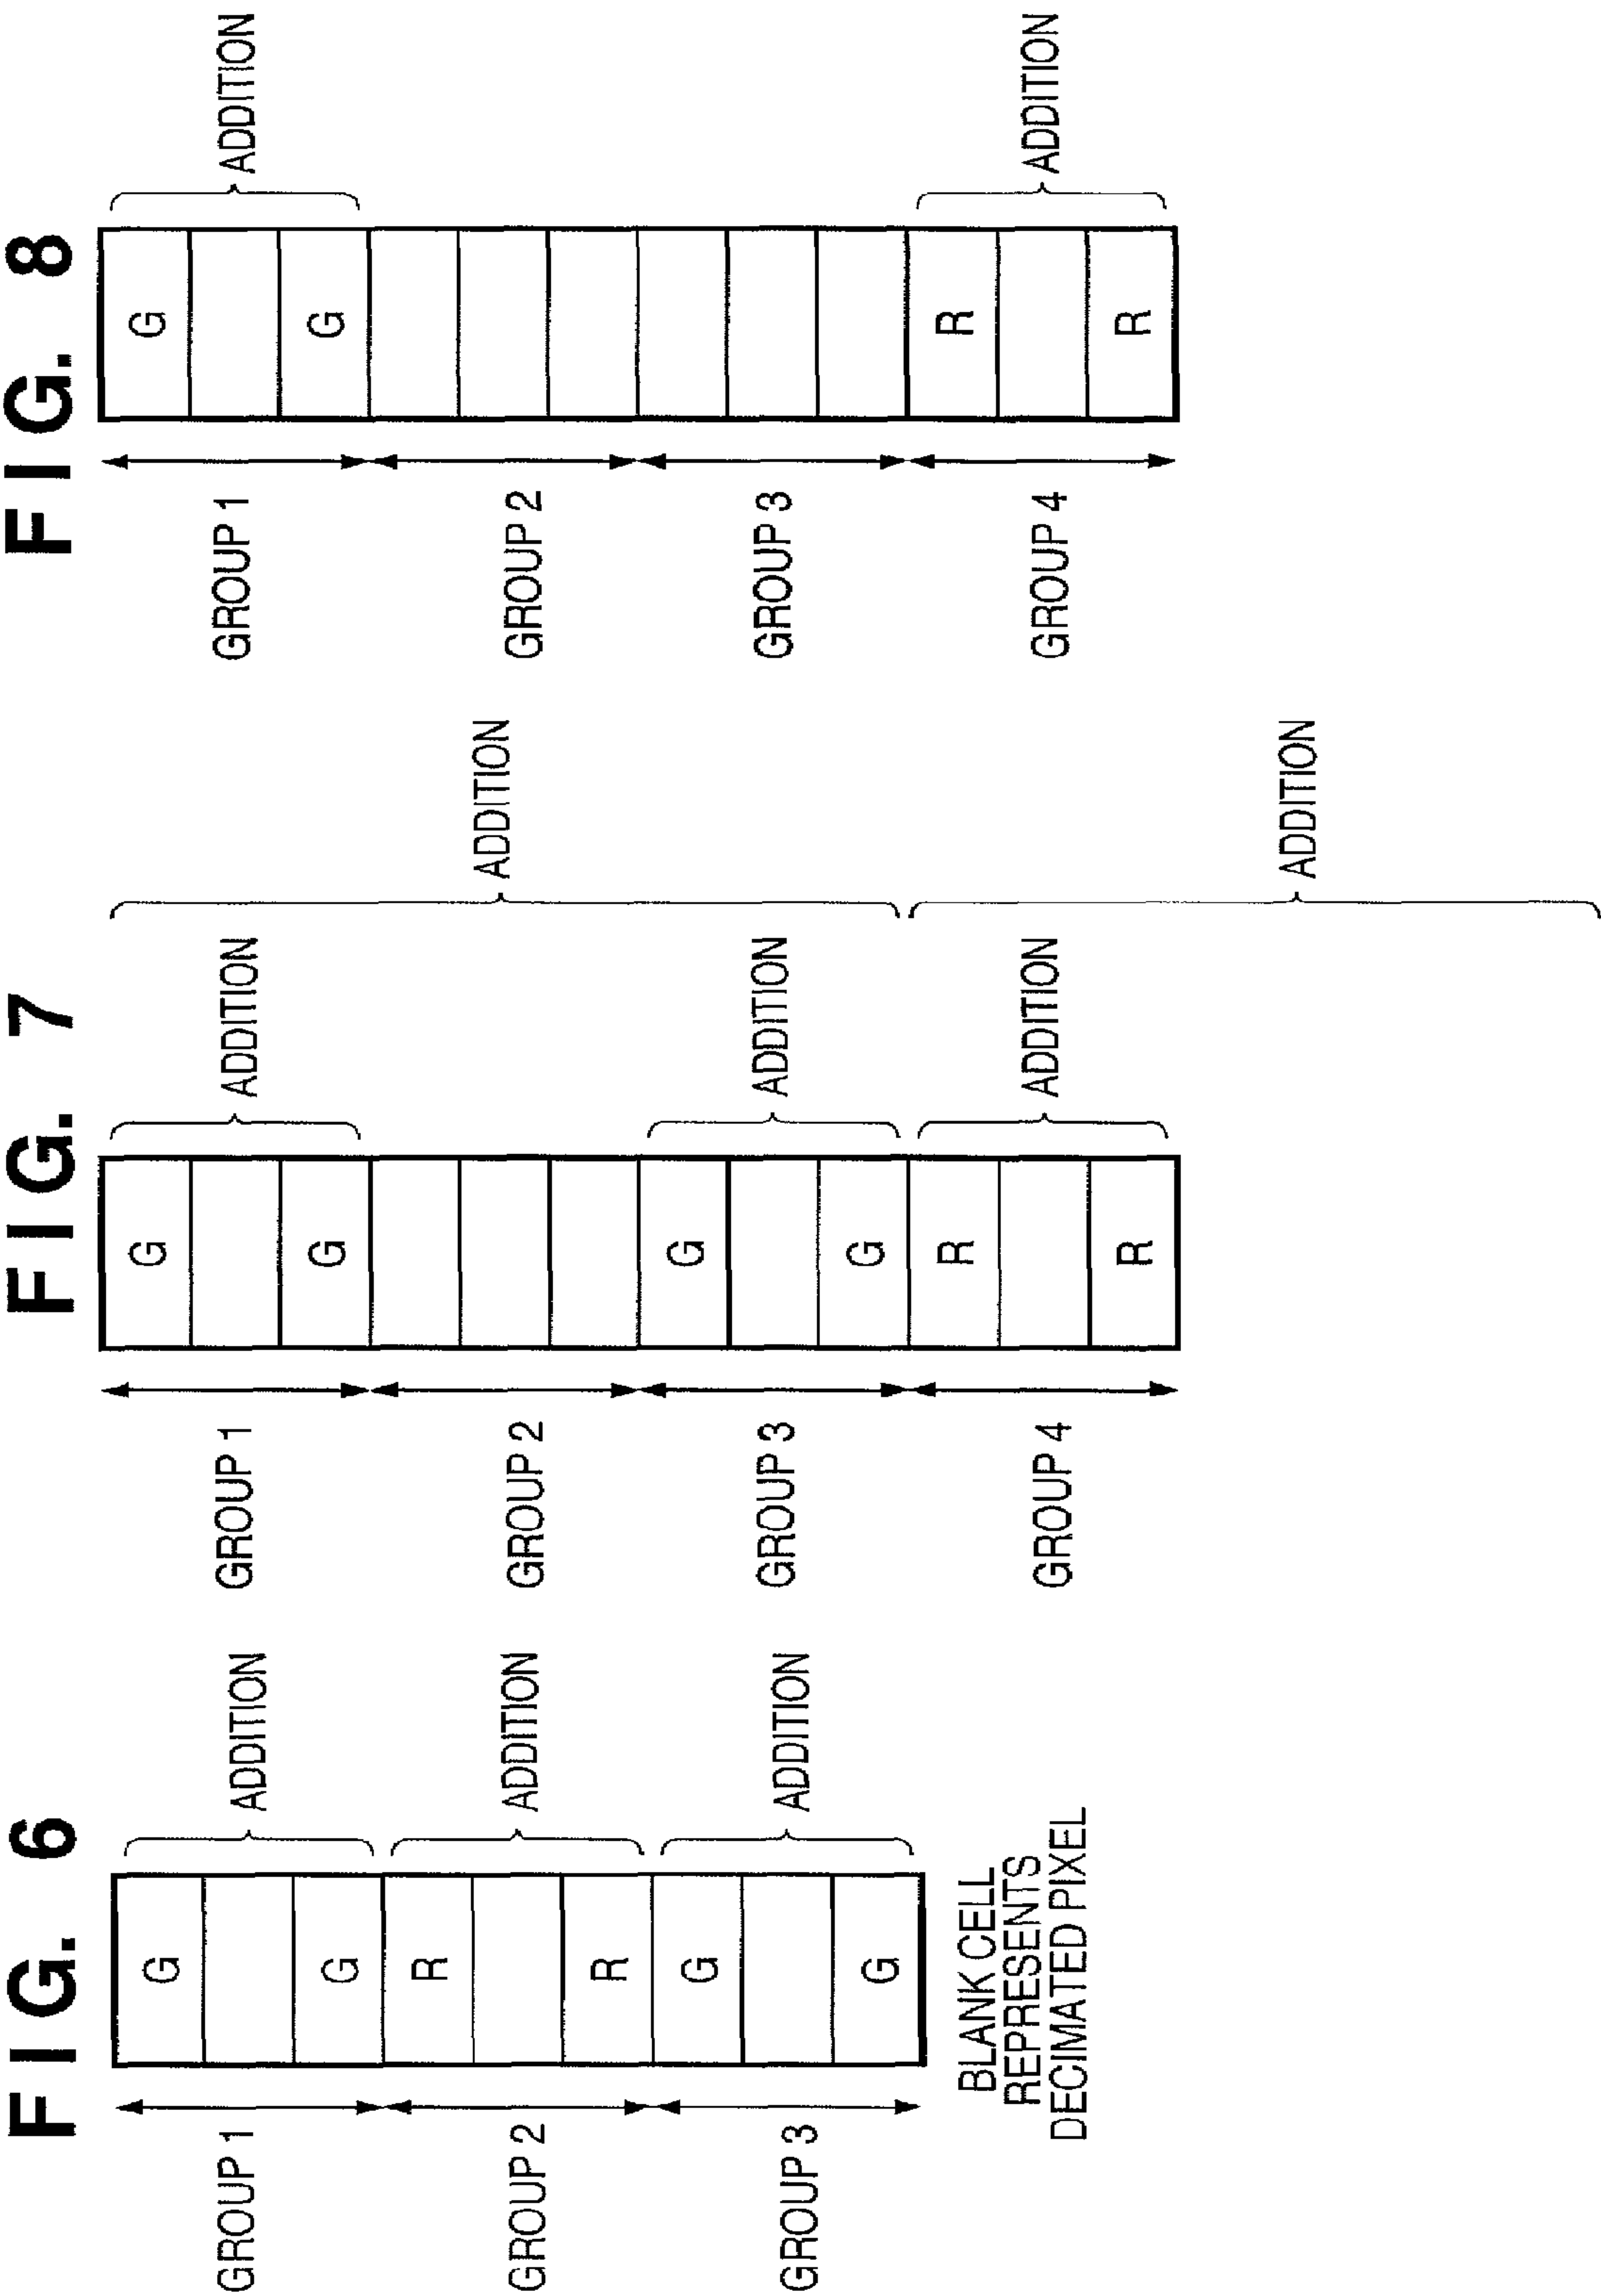 FIG. 6
GROUP 1
G
G
ADDITION
GROUP 2
R
R
ADDITION
GROUP 3
G
G
ADDITION
BLANK CELL
REPRESENTS
DECIMATED PIXEL
FIG. 7
GROUP 1
G
G
ADDITION
GROUP 2
GROUP 3
G
G
ADDITION
ADDITION
GROUP 4
R
R
ADDITION
ADDITION
FIG. 8
GROUP 1
G
G
ADDITION
GROUP 2
GROUP 3
GROUP 4
R
R
ADDITION